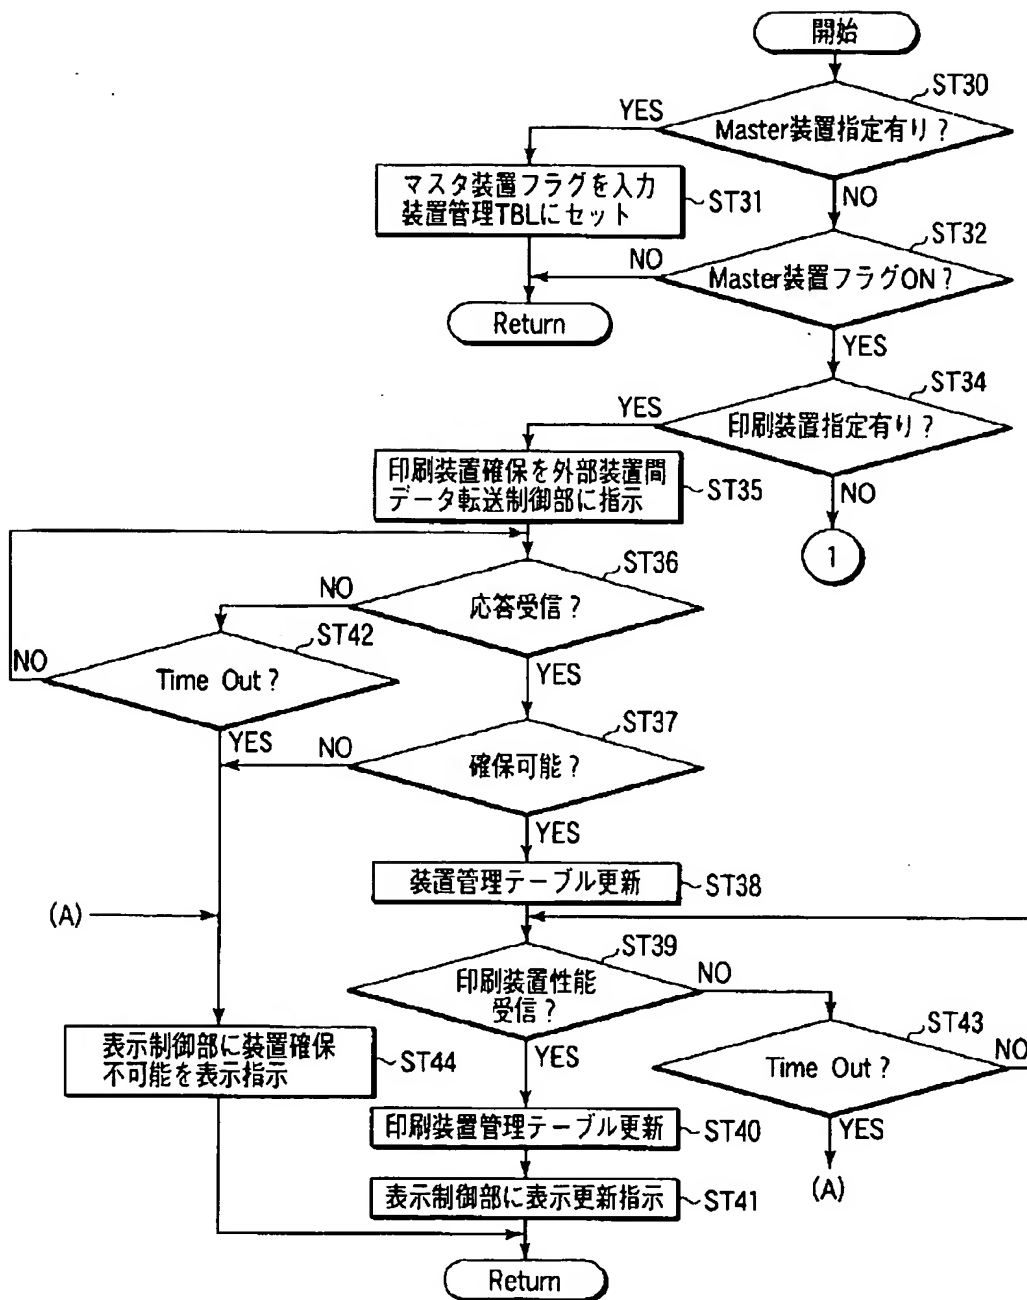 開始
ST30
YES
Master装置指定有り?
NO
マスタ装置フラグを入力
装置管理TBLにセット
ST31
ST32
NO
Master装置フラグON?
Return
YES
ST34
YES
印刷装置指定有り?
NO
印刷装置確保を外部装置間
データ転送制御部に指示
ST35
1
ST36
NO
応答受信?
ST42
NO
Time Out?
YES
YES
ST37
NO
確保可能?
YES
装置管理テーブル更新
ST38
(A)
ST39
印刷装置性能
受信?
NO
ST43
表示制御部に装置確保
不可能を表示指示
ST44
YES
Time Out?
NO
印刷装置管理テーブル更新
ST40
YES
表示制御部に表示更新指示
ST41
(A)
Return